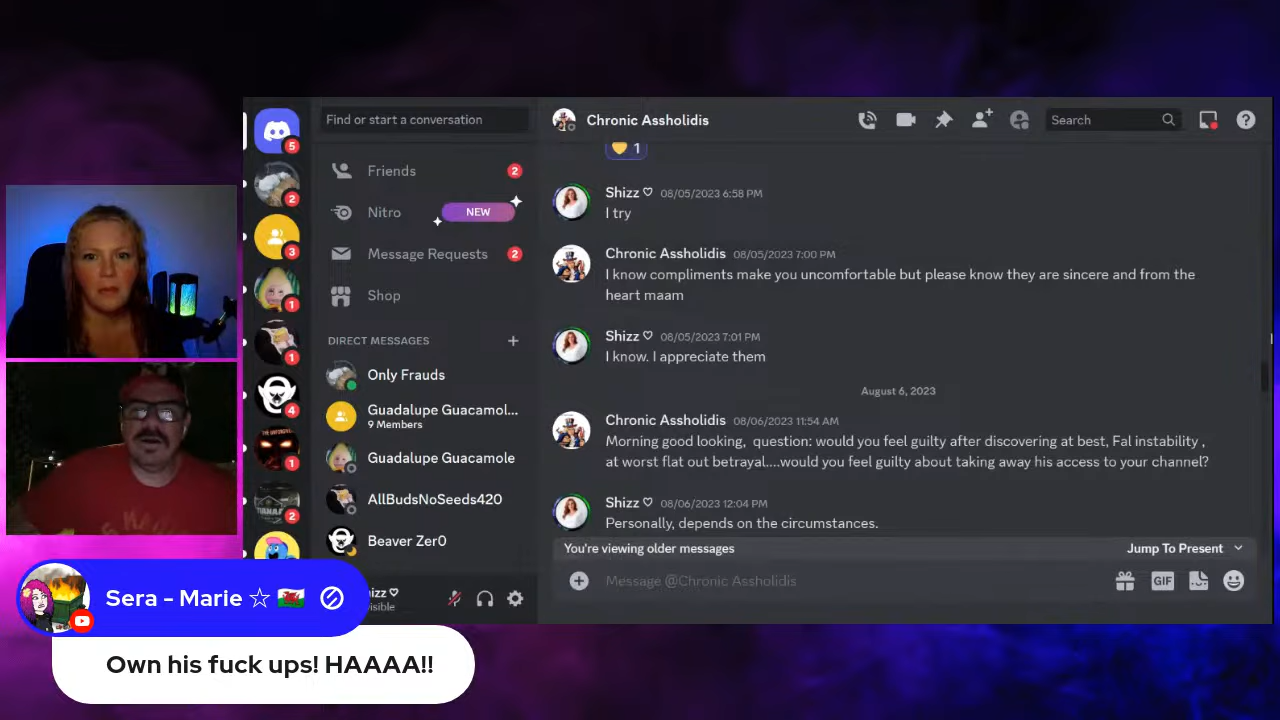 Find or start a conversation
Chronic Assholidis
Search
5
Friends
2
2
Nitro
NEW
3
Message Requests
2
Shop
1
DIRECT MESSAGES
1
Only Frauds
Guadalupe Guacamol...
9 Members
4
Guadalupe Guacamole
1
AllBudsNoSeeds420
2
Beaver Zer0
1
Shizz ♡ 08/05/2023 6:58 PM
I try
Chronic Assholidis 08/05/2023 7:00 PM
I know compliments make you uncomfortable but please know they are sincere and from the
heart maam
Shizz ♡ 08/05/2023 7:01 PM
I know. I appreciate them
August 6, 2023
Chronic Assholidis 08/06/2023 11:54 AM
Morning good looking, question: would you feel guilty after discovering at best, Fal instability ,
at worst flat out betrayal....would you feel guilty about taking away his access to your channel?
Shizz ♡ 08/06/2023 12:04 PM
Personally, depends on the circumstances.
You're viewing older messages
Jump To Present
Message @Chronic Assholidis
GIF
izz ♡
isible
Sera - Marie ☆ 🏴󠁧󠁢󠁷󠁬󠁳󠁿
Own his fuck ups! HAAAA!!